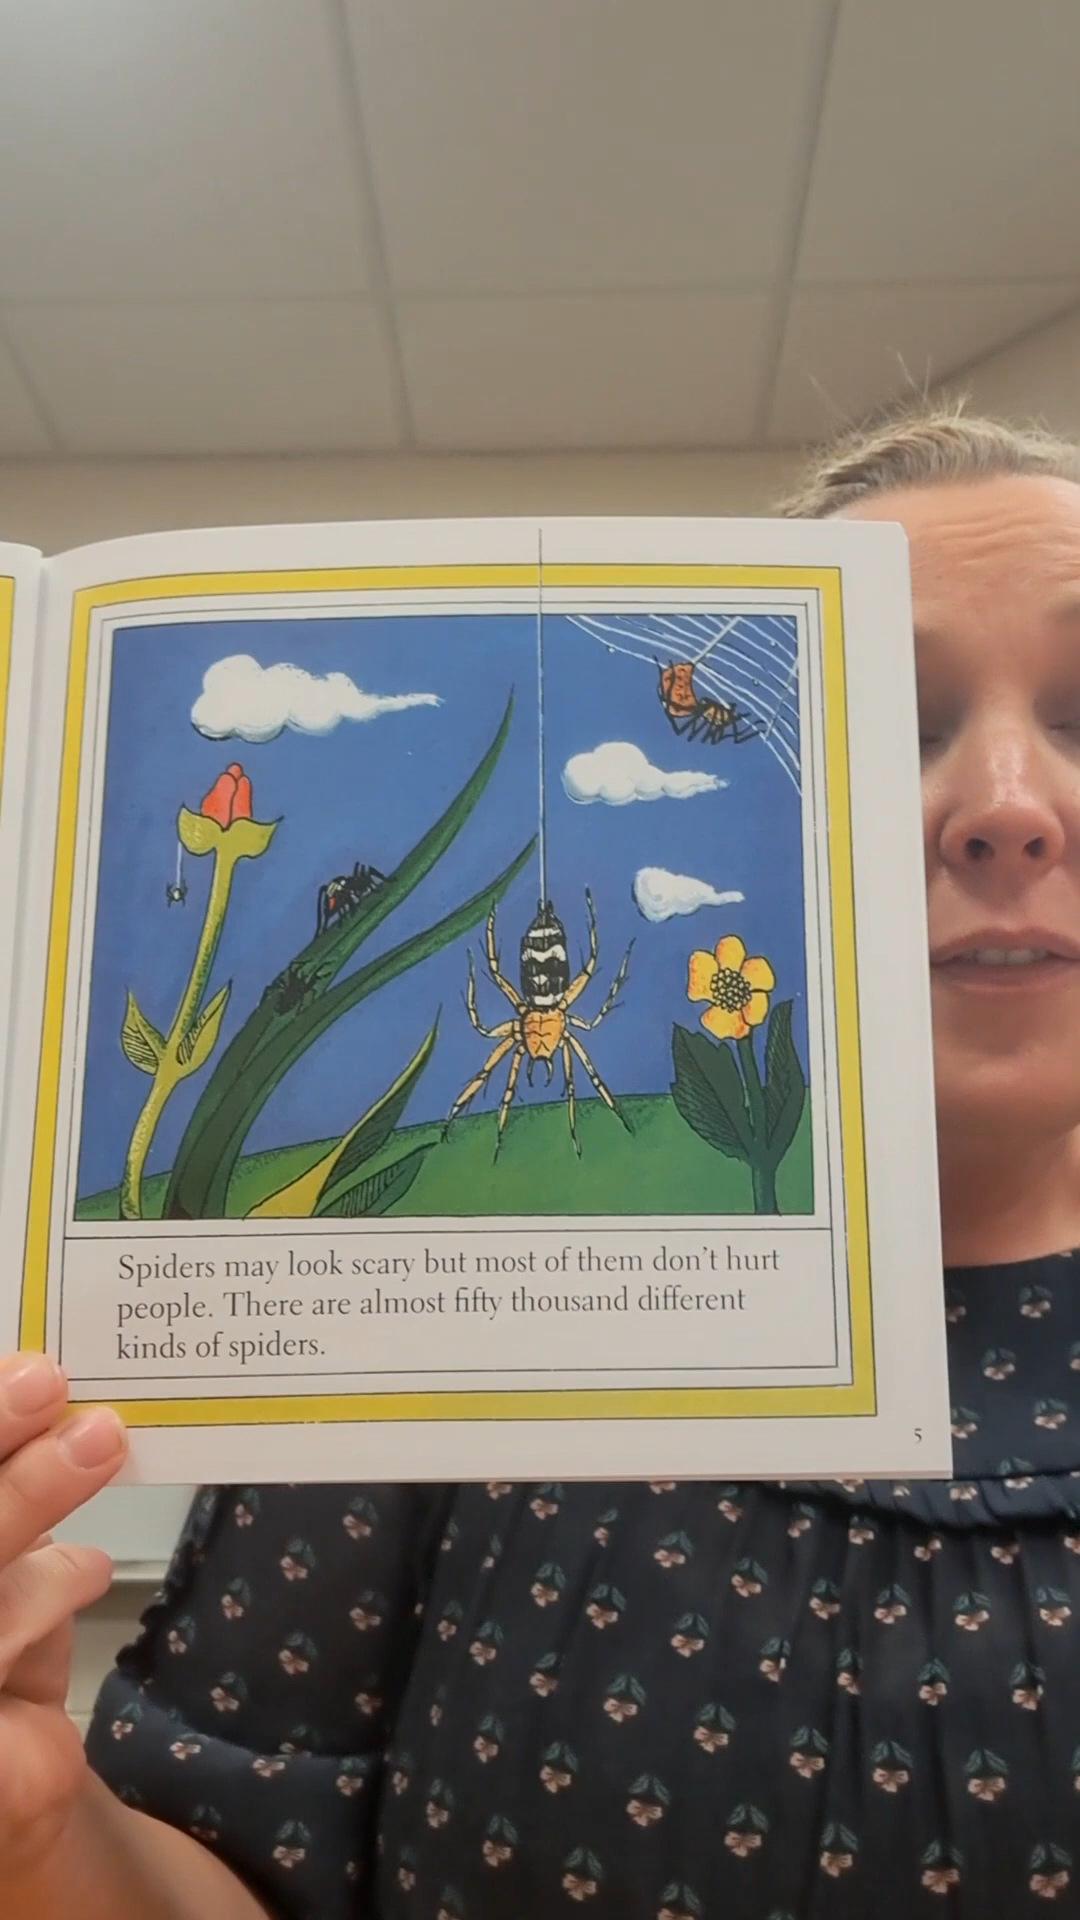 Spiders may look scary but most of them don't hurt
people. There are almost fifty thousand different
kinds of spiders.
5